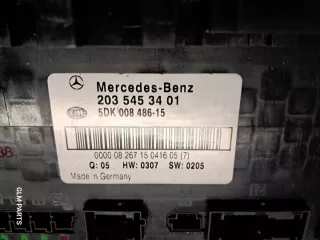 Mercedes-Benz
203 545 34 01
HELLA 5DK 008 486-15
0000 08 267 15 0416 05 (7)
Q: 05 HW: 0307 SW: 0205
Made in Germany
GLM PARTS